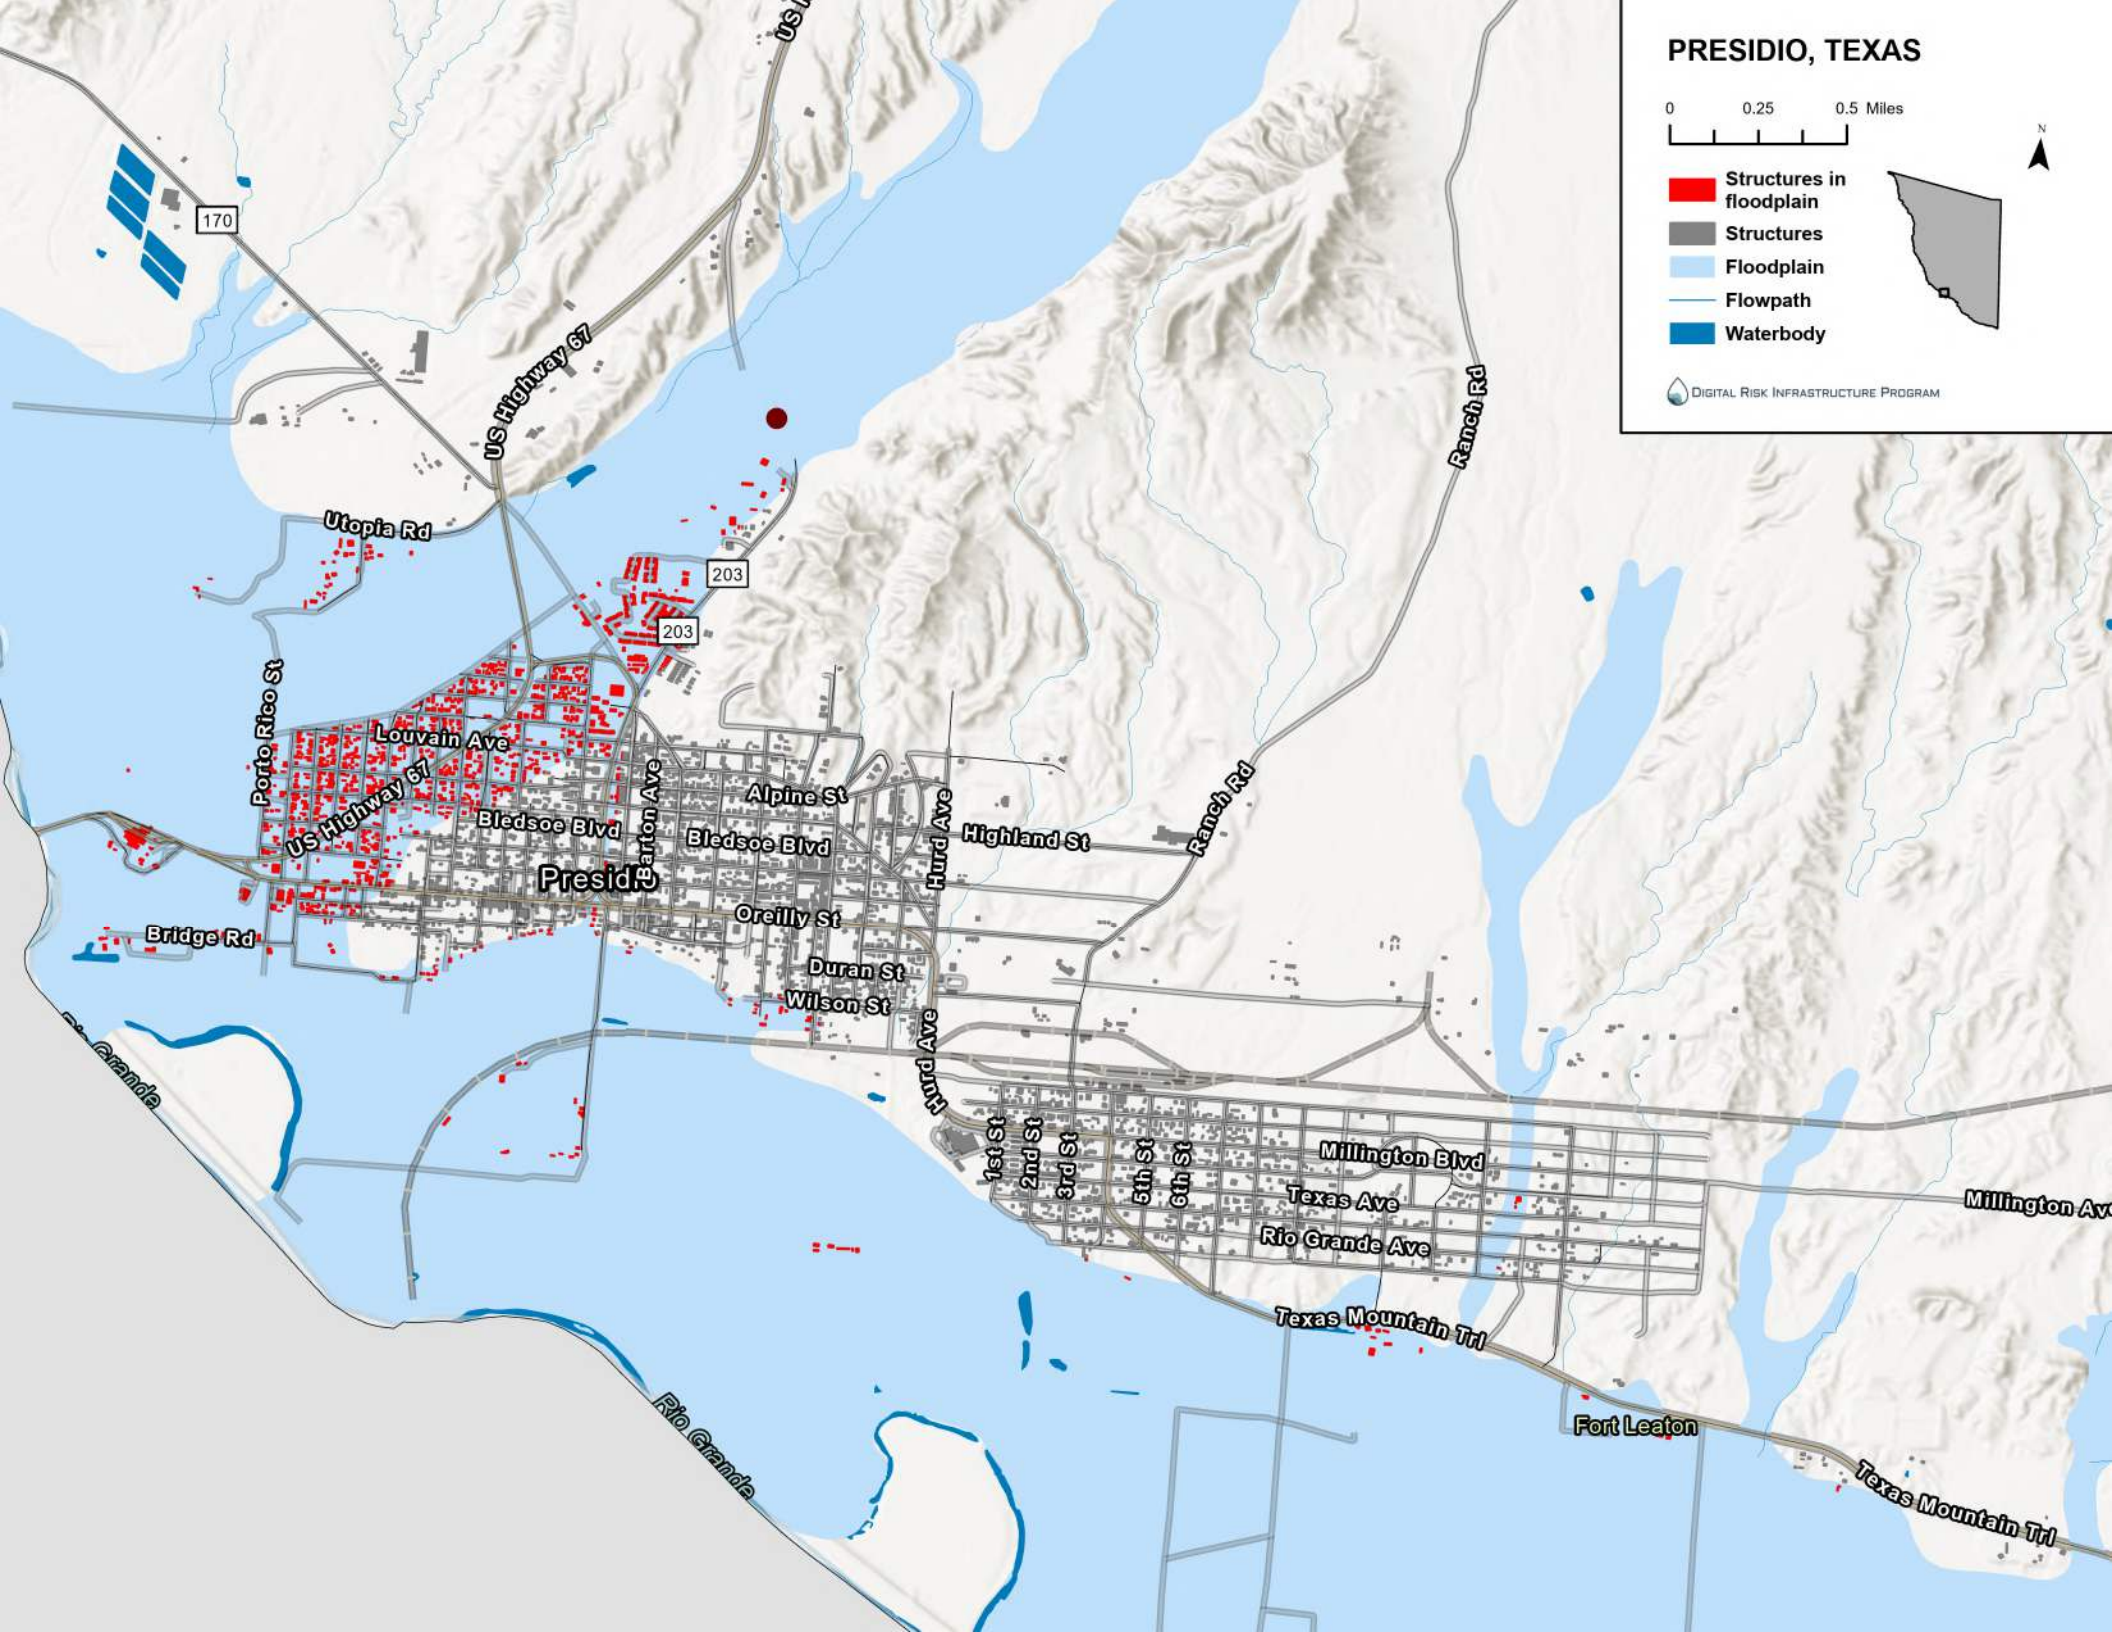 PRESIDIO, TEXAS
0 0.25 0.5 Miles
N
Structures in
floodplain
Structures
Floodplain
Flowpath
Waterbody
DIGITAL RISK INFRASTRUCTURE PROGRAM
170
US Highway 67
Ranch Rd
Utopia Rd
203
203
Porto Rico St
Louvain Ave
US Highway 67
Barton Ave
Alpine St
Bledsoe Blvd
Bledsoe Blvd
Hurd Ave
Highland St
Ranch Rd
Presidio
Oreilly St
Bridge Rd
Duran St
Wilson St
Rio Grande
Hurd Ave
1st St
2nd St
3rd St
5th St
6th St
Millington Blvd
Texas Ave
Millington Ave
Rio Grande Ave
Texas Mountain Trl
Rio Grande
Fort Leaton
Texas Mountain Trl